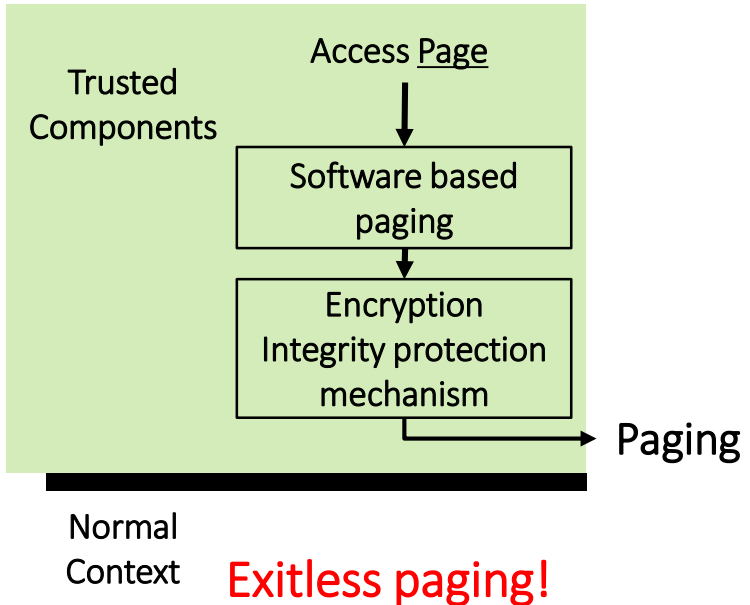 Access Page
Trusted
Components
Software based
paging
Encryption
Integrity protection
mechanism
Paging
Normal
Context
Exitless paging!